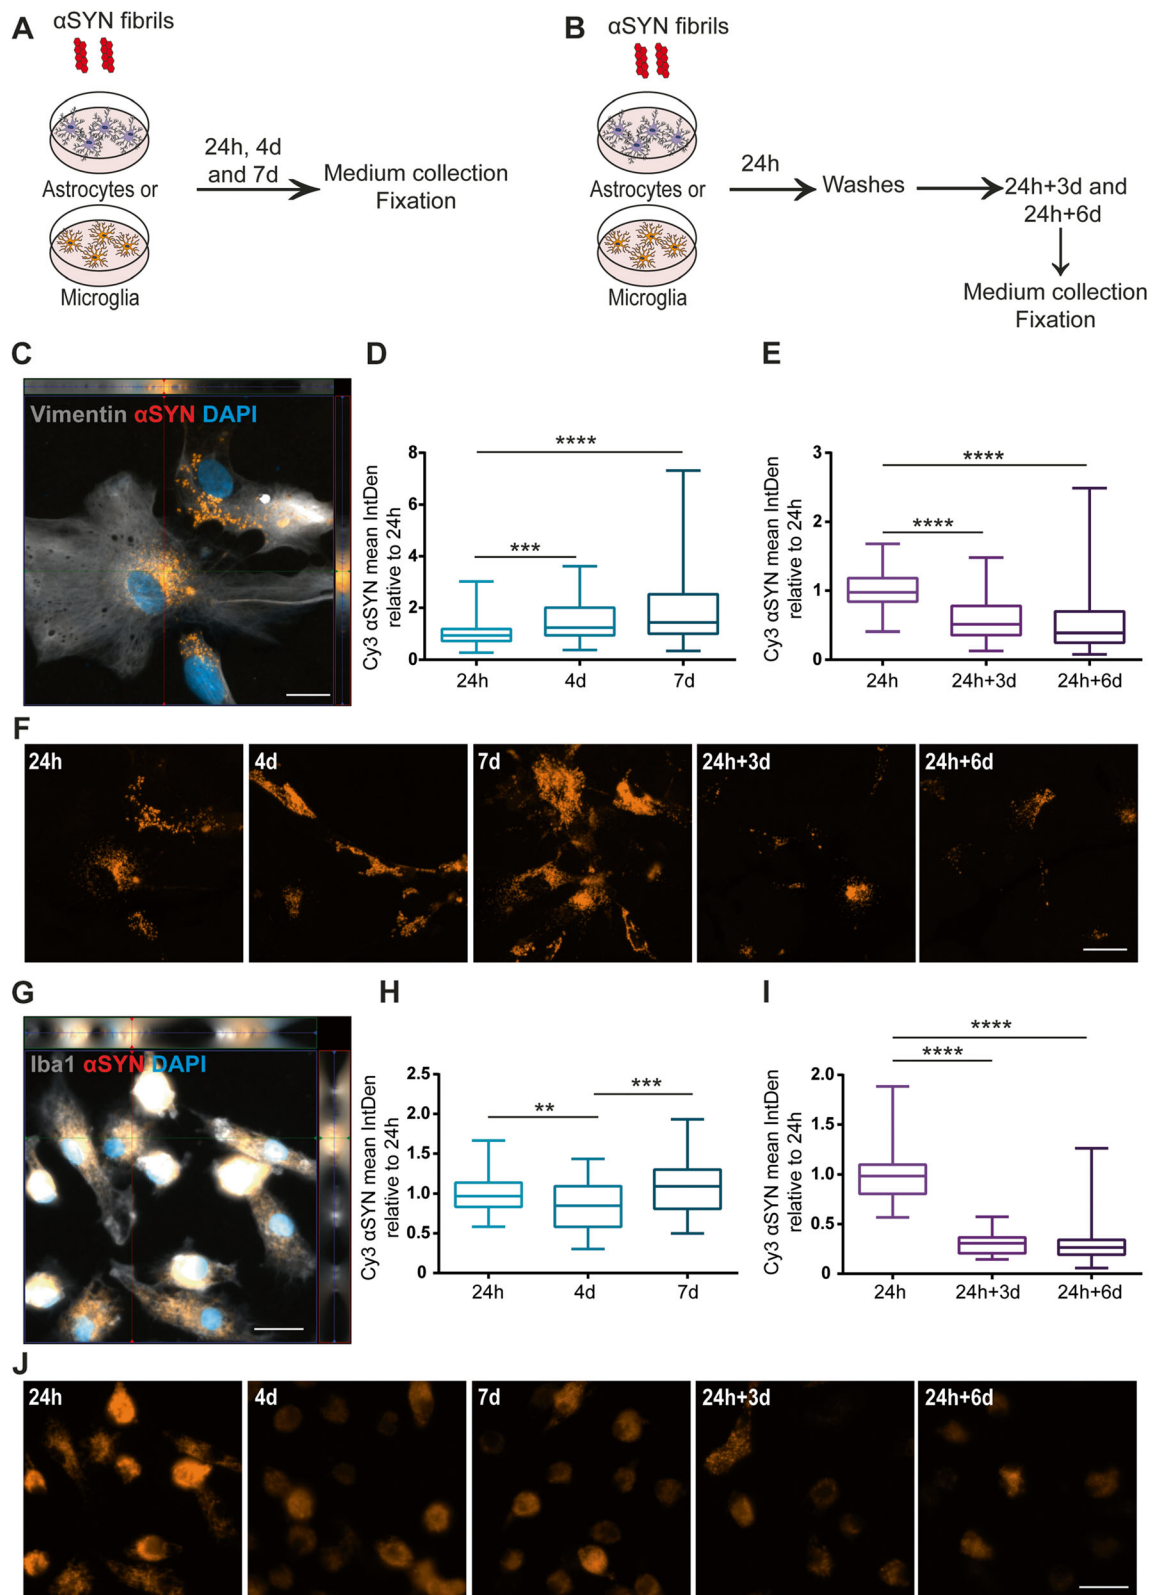 A
αSYN fibrils
24h, 4d
and 7d
Medium collection
Fixation
Astrocytes or
Microglia
B
αSYN fibrils
24h
Washes
24h+3d and
24h+6d
Astrocytes or
Microglia
Medium collection
Fixation
C
Vimentin αSYN DAPI
D
Cy3 αSYN mean IntDen
relative to 24h
8
6
4
2
0
****
***
24h
4d
7d
E
Cy3 αSYN mean IntDen
relative to 24h
3
2
1
0
****
****
24h
24h+3d
24h+6d
F
24h
4d
7d
24h+3d
24h+6d
G
Iba1 αSYN DAPI
H
Cy3 αSYN mean IntDen
relative to 24h
2.5
2.0
1.5
1.0
0.5
0
**
***
24h
4d
7d
I
Cy3 αSYN mean IntDen
relative to 24h
2.0
1.5
1.0
0.5
0
****
****
24h
24h+3d
24h+6d
J
24h
4d
7d
24h+3d
24h+6d